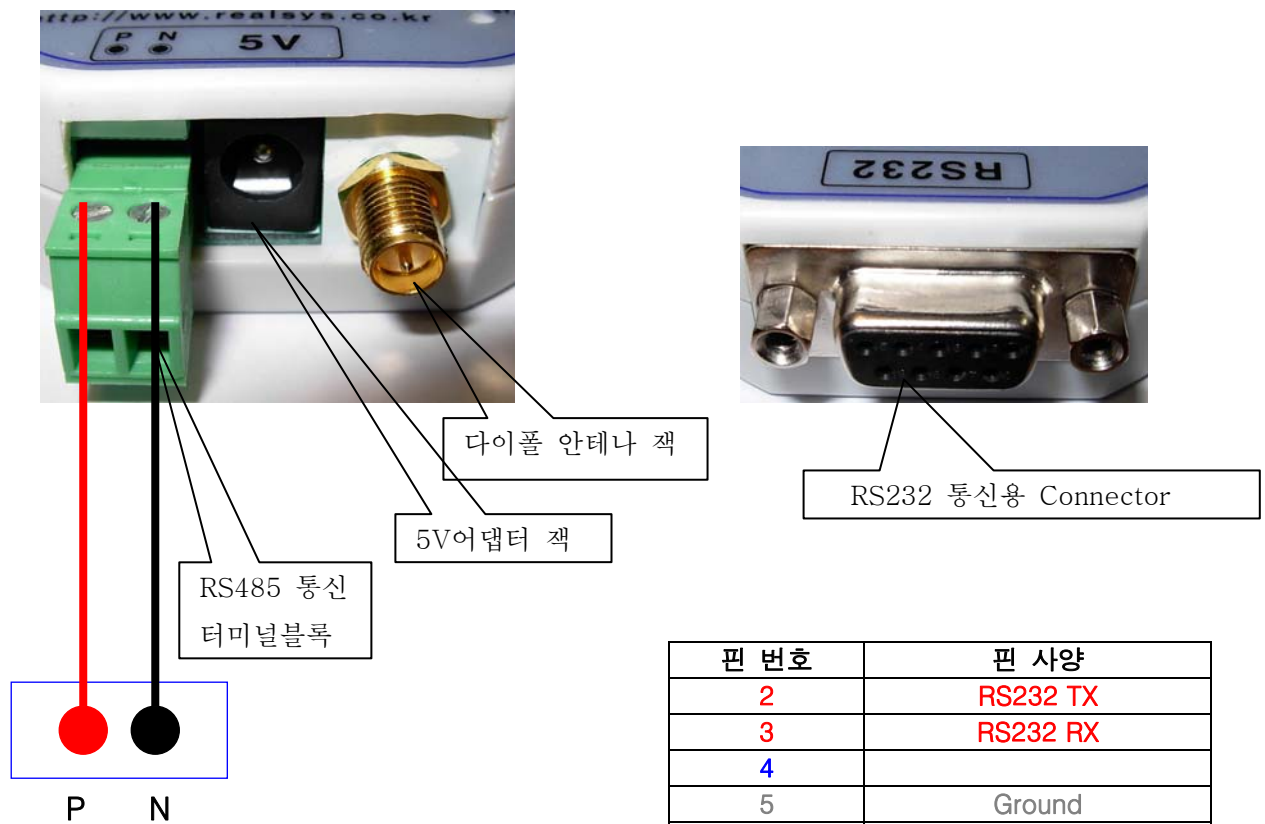 http://www.realsys.co.kr
P N 5V
RS232
다이폴 안테나 잭
RS232 통신용 Connector
5V어댑터 잭
RS485 통신
터미널블록
핀 번호 핀 사양
2 RS232 TX
3 RS232 RX
4
5 Ground
P N